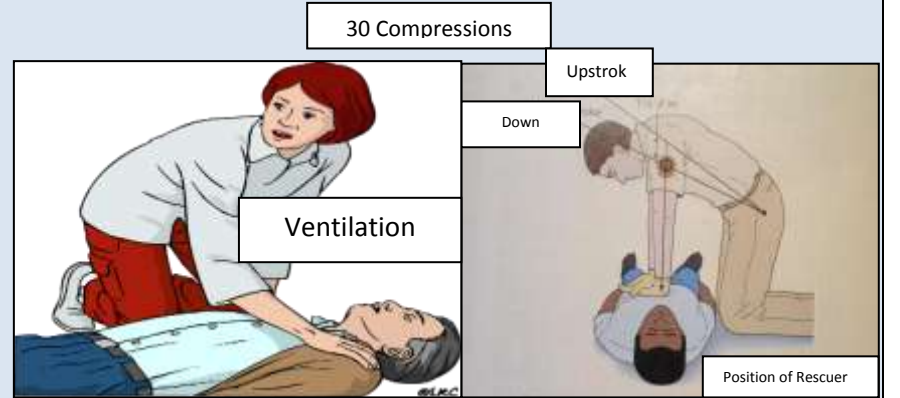 30 Compressions
Upstrok
Down
Ventilation
Position of Rescuer